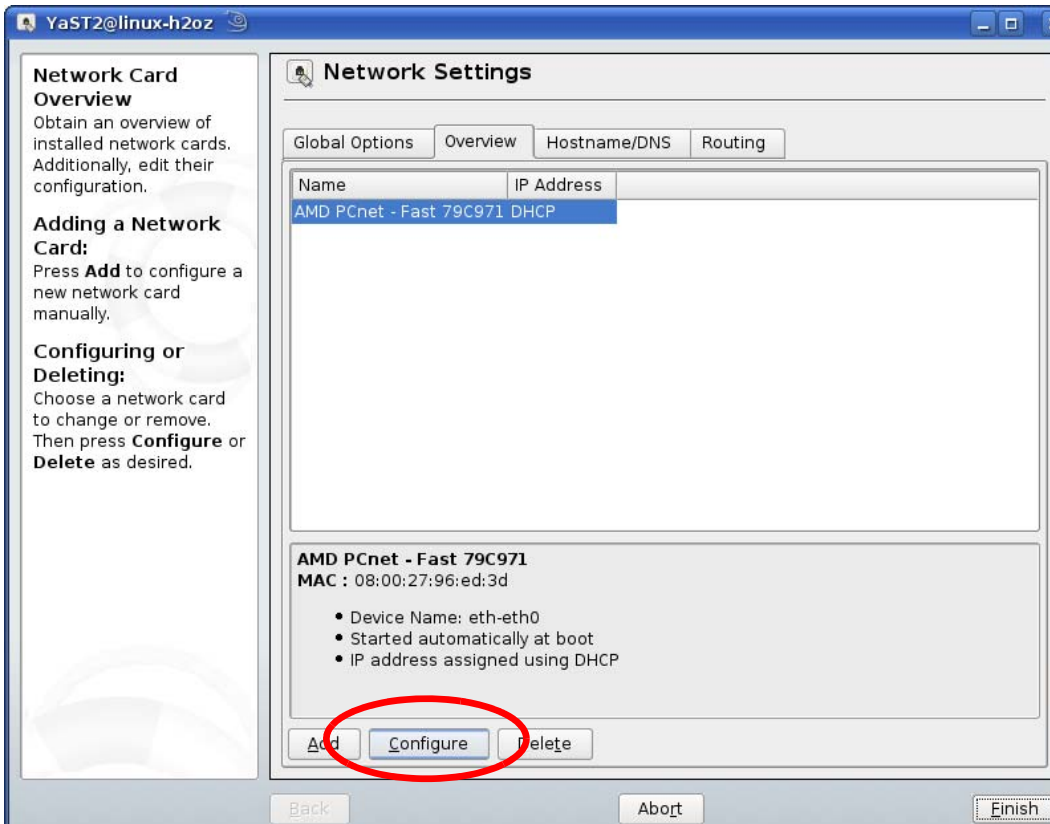 YaST2@linux-h2oz
Network Card
Overview
Obtain an overview of
installed network cards.
Additionally, edit their
configuration.
Adding a Network
Card:
Press Add to configure a
new network card
manually.
Configuring or
Deleting:
Choose a network card
to change or remove.
Then press Configure or
Delete as desired.
Network Settings
Global Options Overview Hostname/DNS Routing
Name IP Address
AMD PCnet - Fast 79C971 DHCP
AMD PCnet - Fast 79C971
MAC : 08:00:27:96:ed:3d
• Device Name: eth-eth0
• Started automatically at boot
• IP address assigned using DHCP
Add Configure Delete
Back Abort Finish